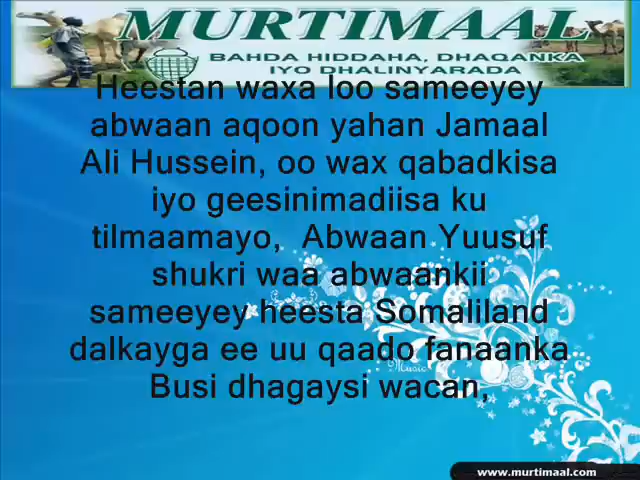 MURTIMAAL
BAHDA HIDDAHA, DHAQANKA
IYO DHALINYARADA
Heestan waxa loo sameeyey
abwaan aqoon yahan Jamaal
Ali Hussein, oo wax qabadkisa
iyo geesinimadiisa ku
tilmaamayo, Abwaan Yuusuf
shukri waa abwaankii
sameeyey heesta Somaliland
dalkayga ee uu qaado fanaanka
Music
Busi dhagaysi wacan,
www.murtimaal.com